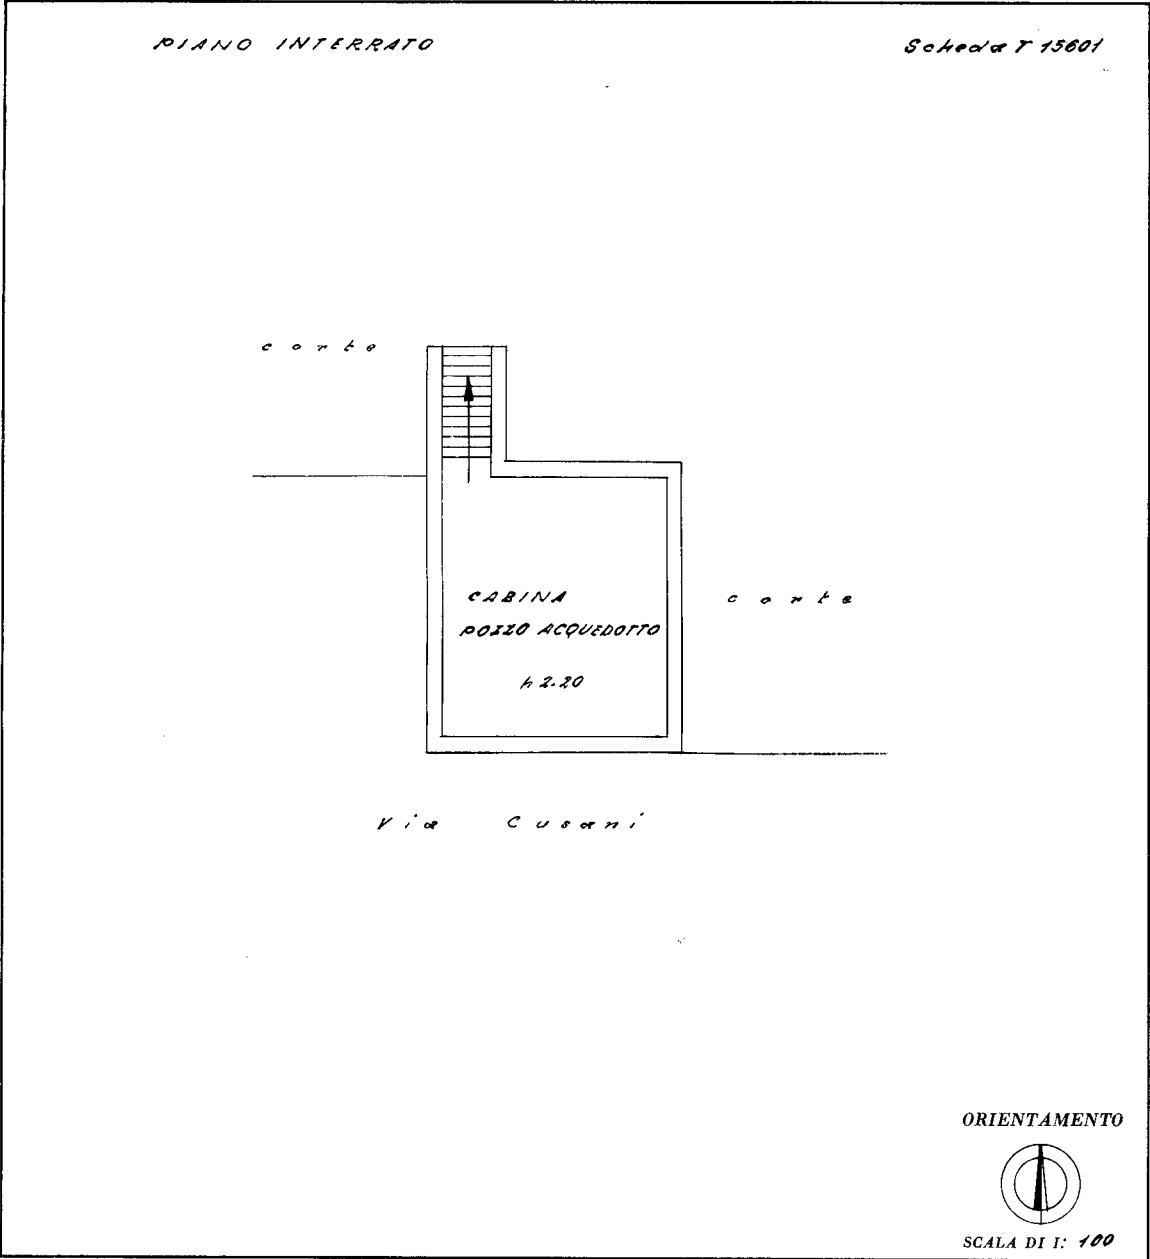 PIANO INTERRATO
Scheda T 15601
corte
CABINA
POZZO ACQUEDOTTO
h 2.20
corte
Via Cusani
ORIENTAMENTO
SCALA DI 1: 100